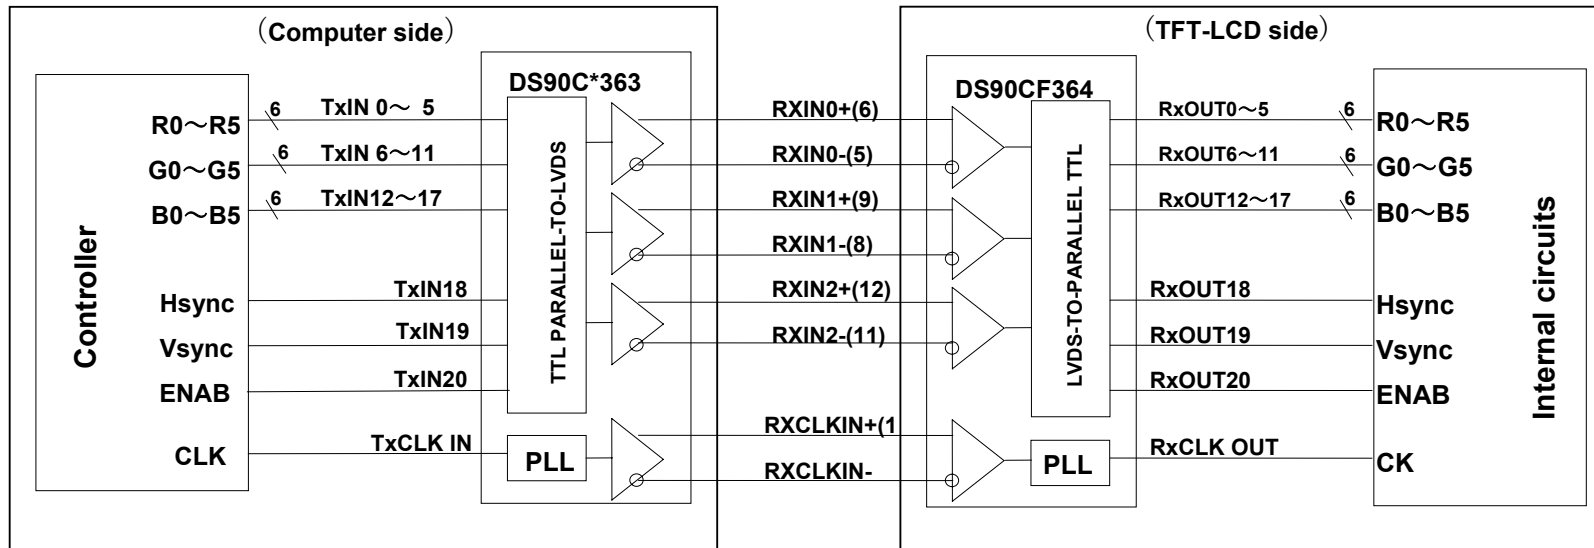 （Computer side）
（TFT-LCD side）
DS90C*363
DS90CF364
R0～R5
6
TxIN 0～ 5
RXIN0+(6)
RxOUT0～5
6
R0～R5
G0～G5
6
TxIN 6～11
RXIN0-(5)
RxOUT6～11
6
G0～G5
B0～B5
6
TxIN12～17
RXIN1+(9)
RxOUT12～17
6
B0～B5
RXIN1-(8)
Controller
TTL PARALLEL-TO-LVDS
LVDS-TO-PARALLEL TTL
Internal circuits
Hsync
TxIN18
RXIN2+(12)
RxOUT18
Hsync
Vsync
TxIN19
RXIN2-(11)
RxOUT19
Vsync
ENAB
TxIN20
RxOUT20
ENAB
CLK
TxCLK IN
PLL
RXCLKIN+(1
RXCLKIN-
PLL
RxCLK OUT
CK